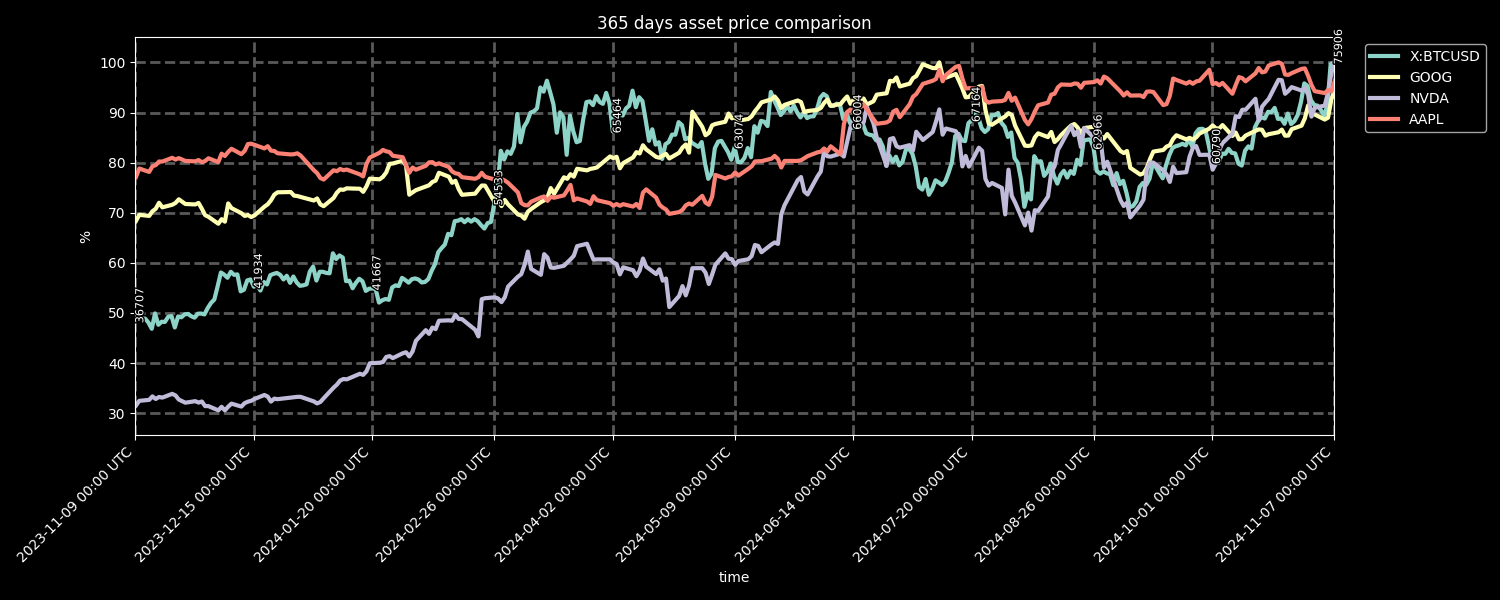 365 days asset price comparison
75906
X:BTCUSD
GOOG
NVDA
AAPL
100
90
80
70
60
50
40
30
%
36707
41934
41667
54533
65464
63074
66004
67164
62966
60790
2023-11-09 00:00 UTC
2023-12-15 00:00 UTC
2024-01-20 00:00 UTC
2024-02-26 00:00 UTC
2024-04-02 00:00 UTC
2024-05-09 00:00 UTC
2024-06-14 00:00 UTC
2024-07-20 00:00 UTC
2024-08-26 00:00 UTC
2024-10-01 00:00 UTC
2024-11-07 00:00 UTC
time